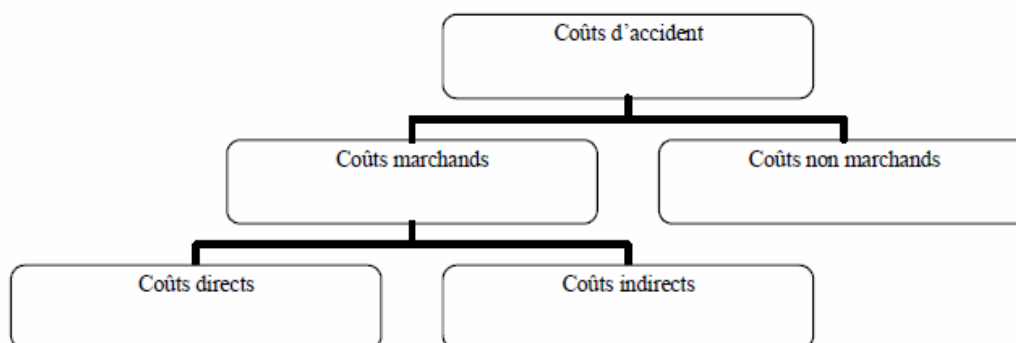 Coûts d’accident
Coûts marchands
Coûts non marchands
Coûts directs
Coûts indirects